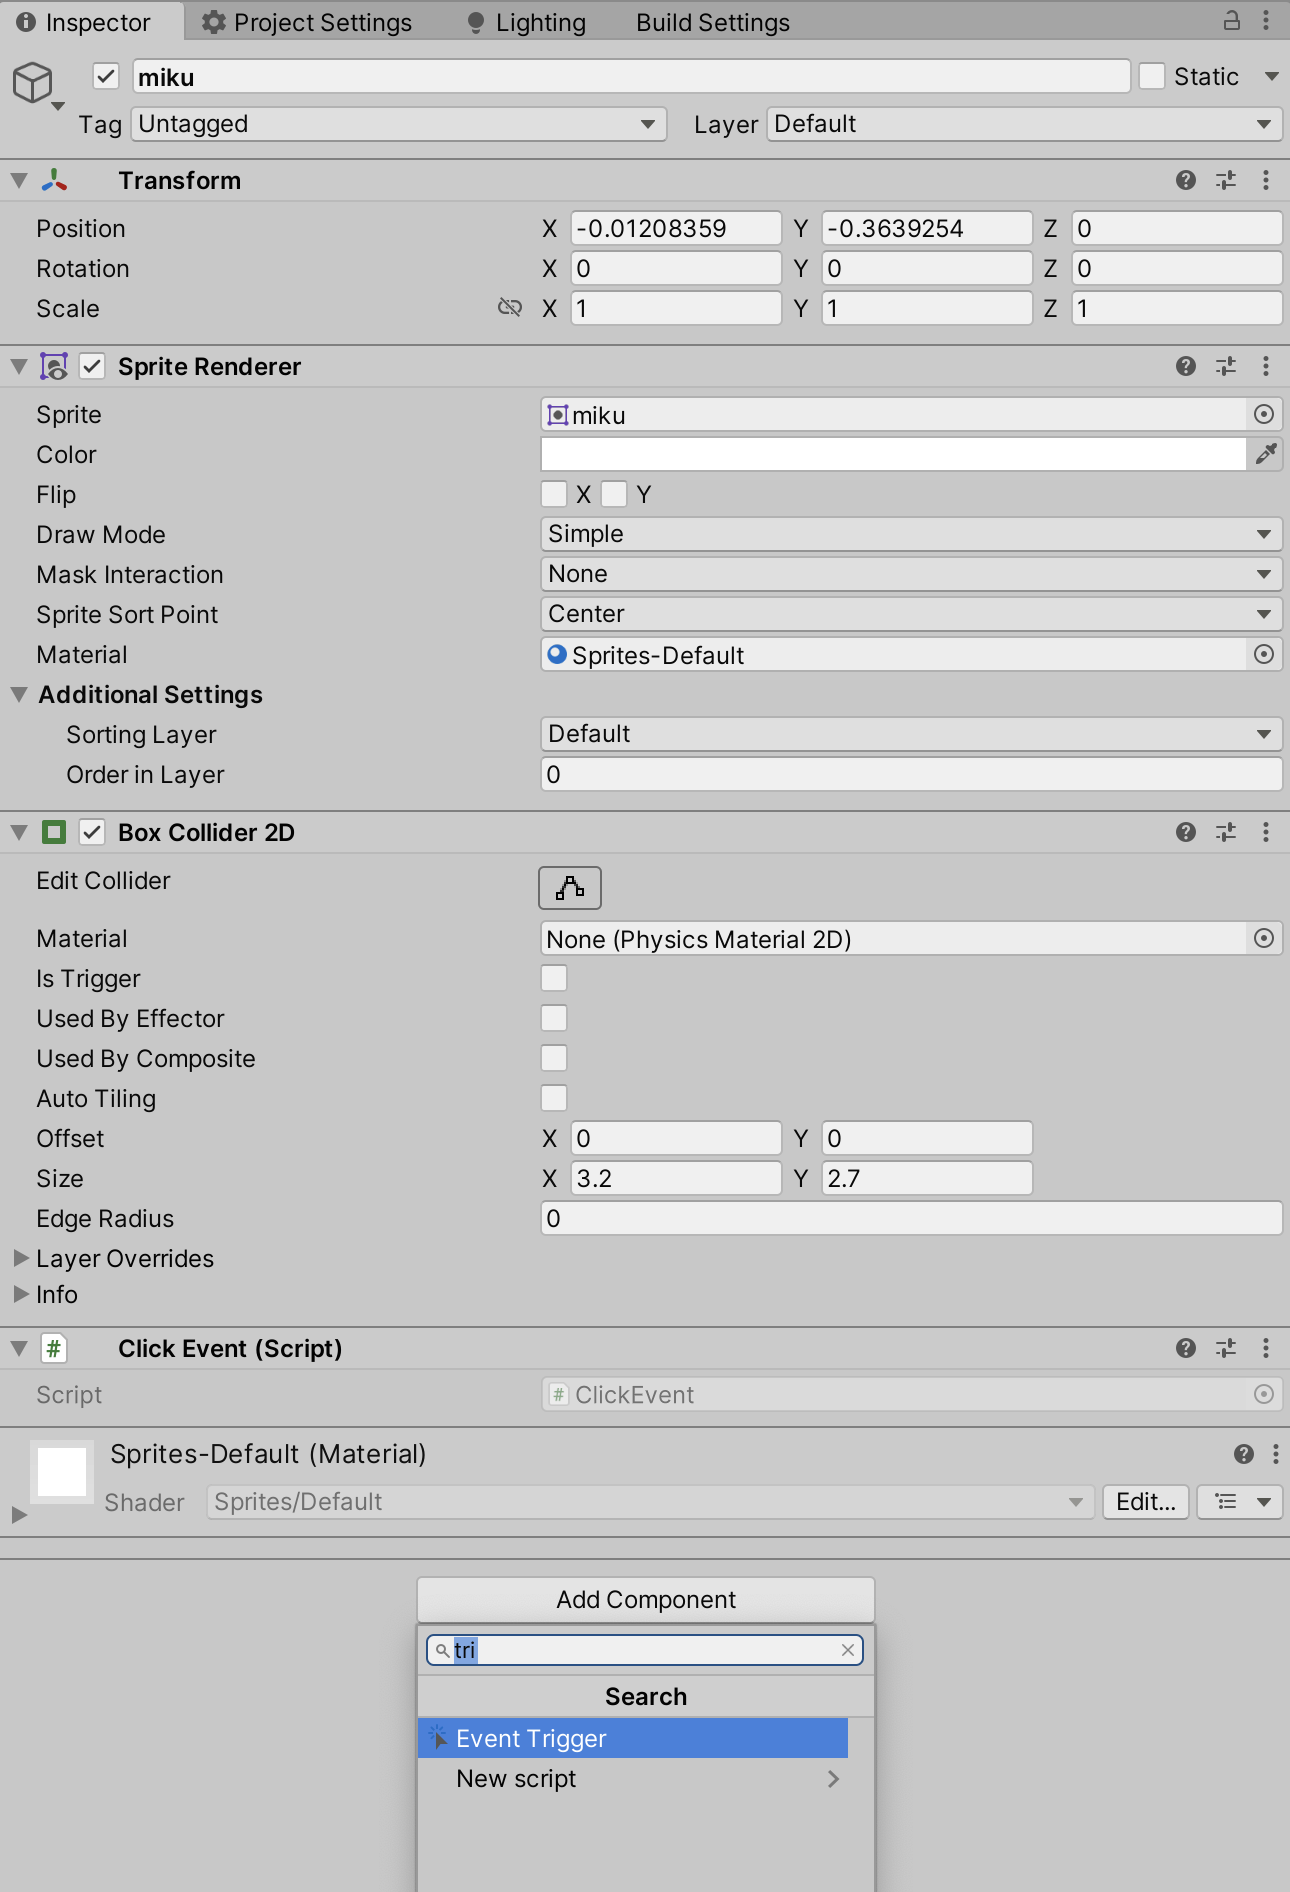 Inspector Project Settings Lighting Build Settings
miku Static
Tag Untagged Layer Default
Transform
Position X -0.01208359 Y -0.3639254 Z 0
Rotation X 0 Y 0 Z 0
Scale X 1 Y 1 Z 1
Sprite Renderer
Sprite miku
Color
Flip X Y
Draw Mode Simple
Mask Interaction None
Sprite Sort Point Center
Material Sprites-Default
Additional Settings
Sorting Layer Default
Order in Layer 0
Box Collider 2D
Edit Collider
Material None (Physics Material 2D)
Is Trigger
Used By Effector
Used By Composite
Auto Tiling
Offset X 0 Y 0
Size X 3.2 Y 2.7
Edge Radius 0
Layer Overrides
Info
# Click Event (Script)
Script # ClickEvent
Sprites-Default (Material)
Shader Sprites/Default Edit...
Add Component
tri
Search
Event Trigger
New script